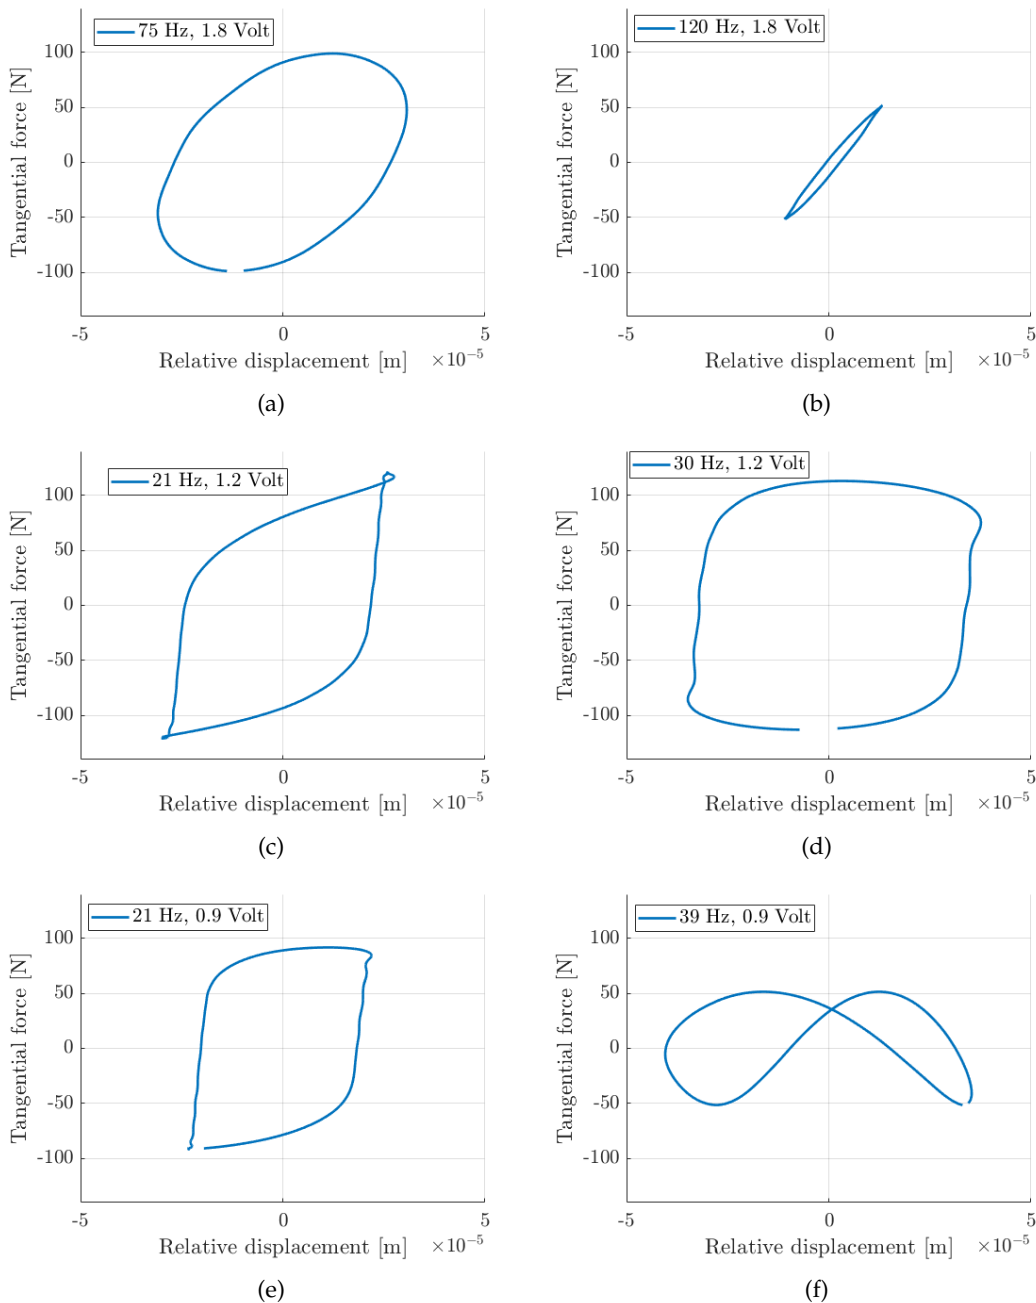 75 Hz, 1.8 Volt
Tangential force [N]
100
50
0
-50
-100
-5
0
5
Relative displacement [m]
×10⁻⁵
(a)
120 Hz, 1.8 Volt
Tangential force [N]
100
50
0
-50
-100
-5
0
5
Relative displacement [m]
×10⁻⁵
(b)
21 Hz, 1.2 Volt
Tangential force [N]
100
50
0
-50
-100
-5
0
5
Relative displacement [m]
×10⁻⁵
(c)
30 Hz, 1.2 Volt
Tangential force [N]
100
50
0
-50
-100
-5
0
5
Relative displacement [m]
×10⁻⁵
(d)
21 Hz, 0.9 Volt
Tangential force [N]
100
50
0
-50
-100
-5
0
5
Relative displacement [m]
×10⁻⁵
(e)
39 Hz, 0.9 Volt
Tangential force [N]
100
50
0
-50
-100
-5
0
5
Relative displacement [m]
×10⁻⁵
(f)